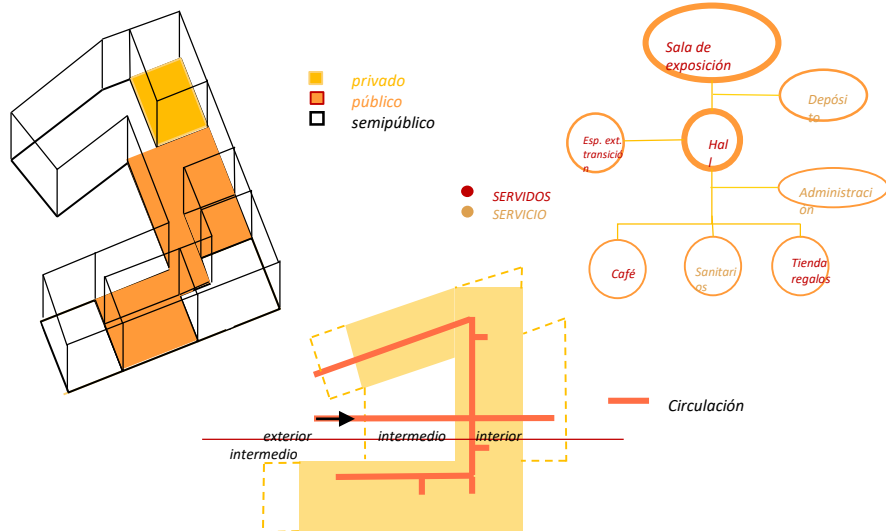 privado
público
semipúblico
SERVIDOS
SERVICIO
Sala de
exposición
Depósi
to
Esp. ext.
transició
n
Hal
l
Administraci
on
Café
Sanitari
os
Tienda
regalos
Circulación
exterior
intermedio
interior
intermedio